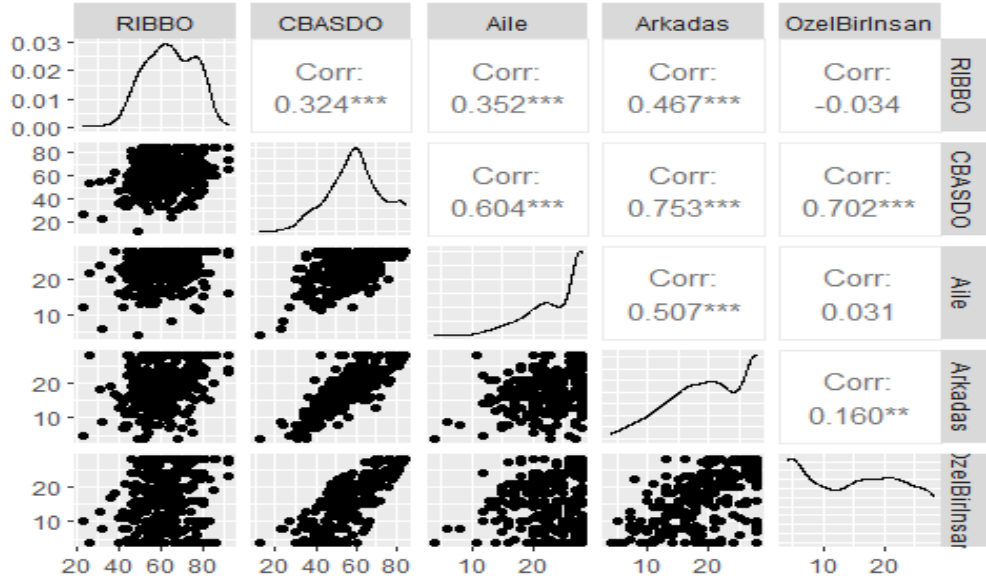 RIBBO CBASDO Aile Arkadas OzelBirInsan
0.03
0.02
0.01
0.00
Corr:
0.324***
Corr:
0.352***
Corr:
0.467***
Corr:
-0.034
RIBBO
80
60
40
20
Corr:
0.604***
Corr:
0.753***
Corr:
0.702***
CBASDO
20
10
Corr:
0.507***
Corr:
0.031
Aile
20
10
Corr:
0.160**
Arkadas
20
10
OzelBirInsan
20 40 60 80 20 40 60 80 10 20 10 20 10 20